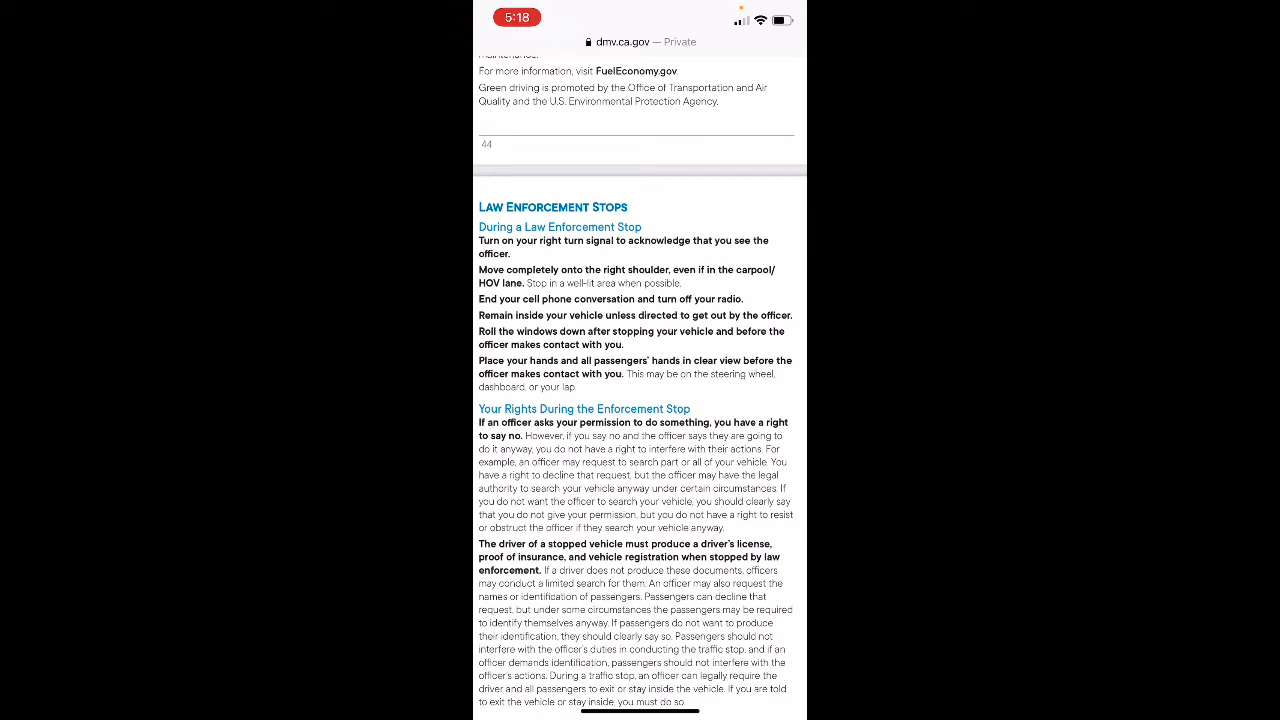 5:18
dmv.ca.gov — Private
maintenance.
For more information, visit FuelEconomy.gov.
Green driving is promoted by the Office of Transportation and Air
Quality and the U.S. Environmental Protection Agency.
44
LAW ENFORCEMENT STOPS
During a Law Enforcement Stop
Turn on your right turn signal to acknowledge that you see the
officer.
Move completely onto the right shoulder, even if in the carpool/
HOV lane. Stop in a well-lit area when possible.
End your cell phone conversation and turn off your radio.
Remain inside your vehicle unless directed to get out by the officer.
Roll the windows down after stopping your vehicle and before the
officer makes contact with you.
Place your hands and all passengers' hands in clear view before the
officer makes contact with you. This may be on the steering wheel,
dashboard, or your lap.
Your Rights During the Enforcement Stop
If an officer asks your permission to do something, you have a right
to say no. However, if you say no and the officer says they are going to
do it anyway, you do not have a right to interfere with their actions. For
example, an officer may request to search part or all of your vehicle. You
have a right to decline that request, but the officer may have the legal
authority to search your vehicle anyway under certain circumstances. If
you do not want the officer to search your vehicle, you should clearly say
that you do not give your permission, but you do not have a right to resist
or obstruct the officer if they search your vehicle anyway.
The driver of a stopped vehicle must produce a driver's license,
proof of insurance, and vehicle registration when stopped by law
enforcement. If a driver does not produce these documents, officers
may conduct a limited search for them. An officer may also request the
names or identification of passengers. Passengers can decline that
request, but under some circumstances the passengers may be required
to identify themselves anyway. If passengers do not want to produce
their identification, they should clearly say so. Passengers should not
interfere with the officer's duties in conducting the traffic stop, and if an
officer demands identification, passengers should not interfere with the
officer's actions. During a traffic stop, an officer can legally require the
driver and all passengers to exit or stay inside the vehicle. If you are told
to exit the vehicle or stay inside, you must do so.